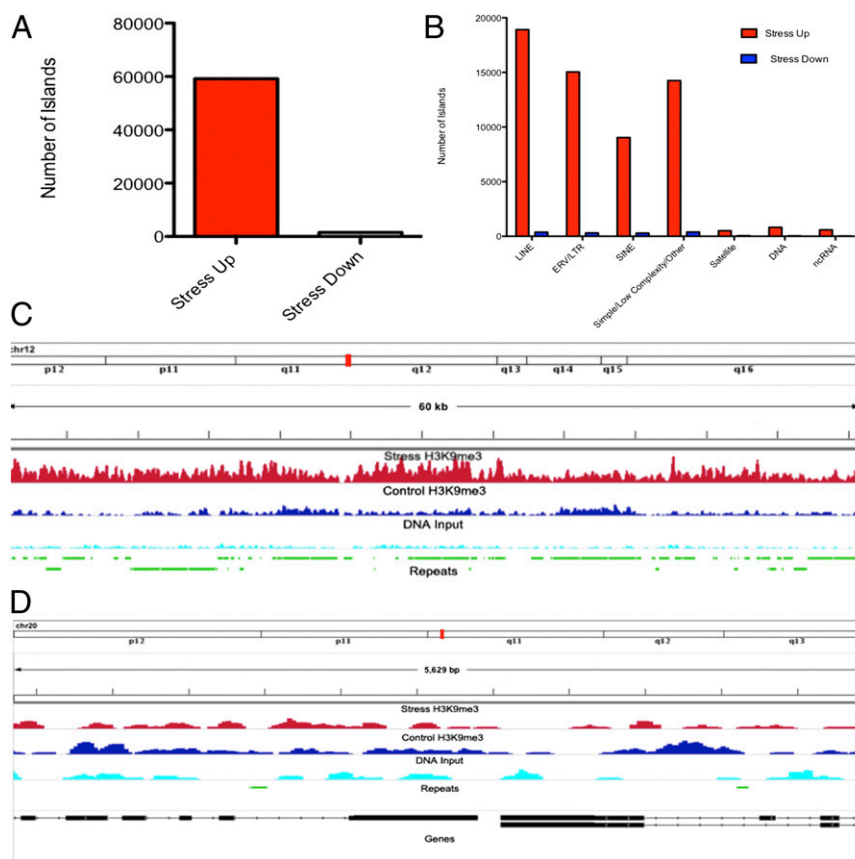 A
Number of Islands
80000
60000
40000
20000
0
Stress Up
Stress Down
B
Number of Islands
20000
15000
10000
5000
0
LINE
ERV/LTR
SINE
Simple/Low Complexity/Other
Satellite
DNA
ncRNA
Stress Up
Stress Down
C
chr12
p12 p11 q11 q12 q13 q14 q15 q16
60 kb
Stress H3K9me3
Control H3K9me3
DNA Input
Repeats
D
chr20
p12 p11 q11 q12 q13
5,629 bp
Stress H3K9me3
Control H3K9me3
DNA Input
Repeats
Genes